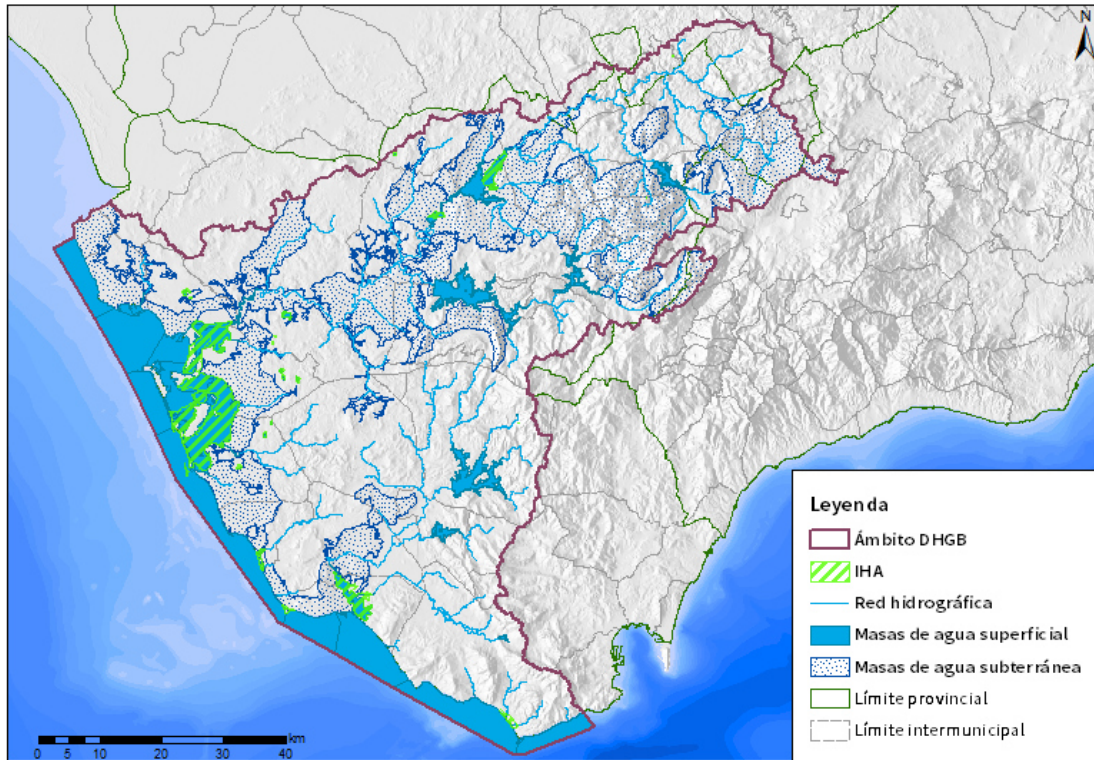 N
Leyenda
Ámbito DHGB
IHA
Red hidrográfica
Masas de agua superficial
Masas de agua subterránea
Límite provincial
Límite intermunicipal
km
0 5 10 20 30 40